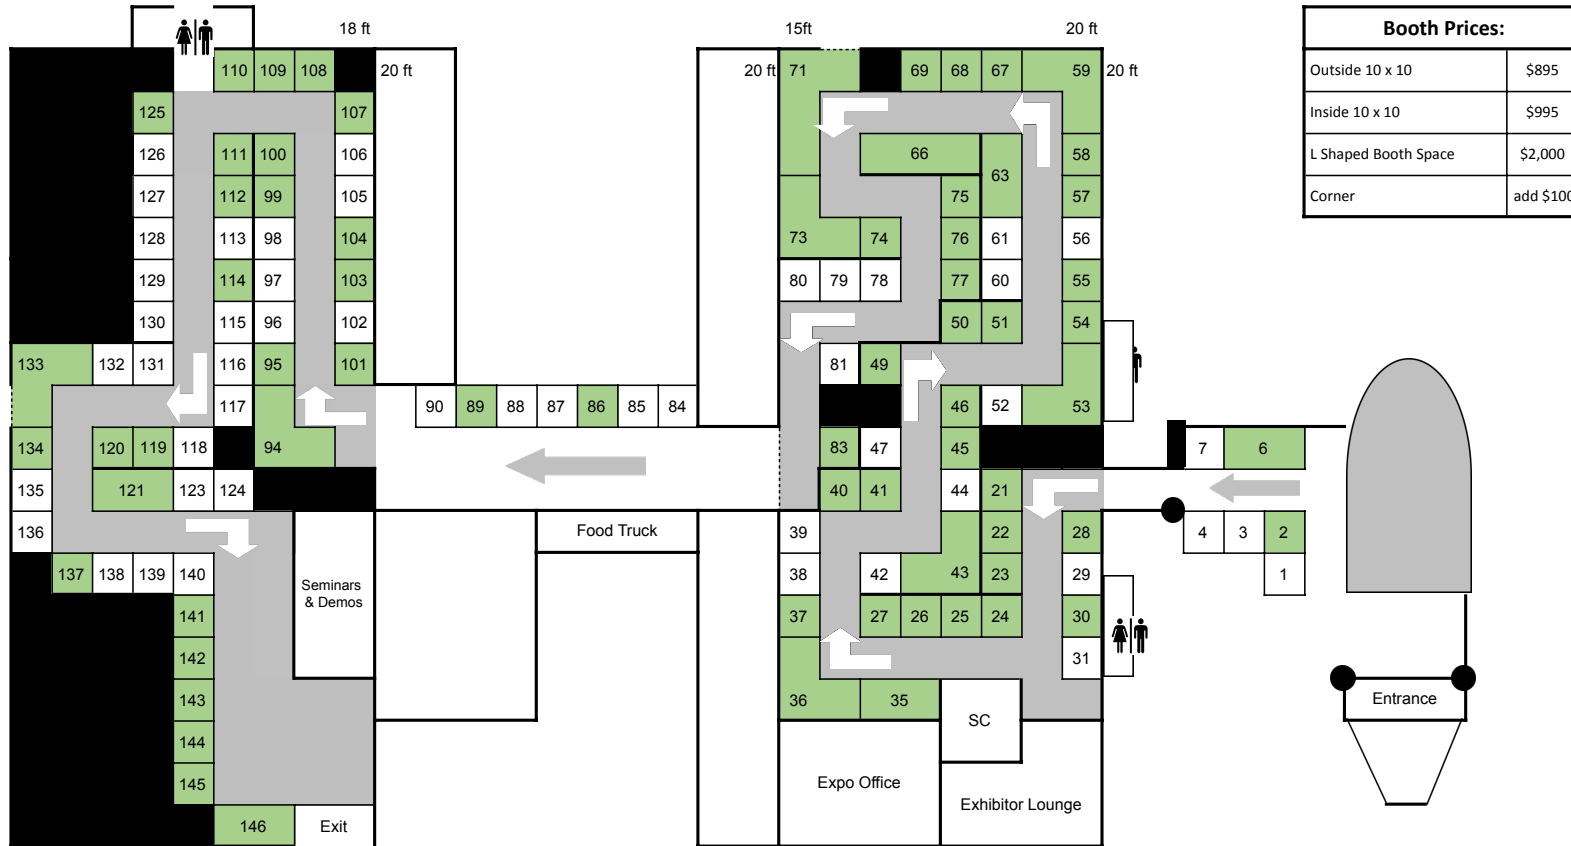 18 ft
15ft
20 ft
Booth Prices:
110 109 108
20 ft
20 ft
71
69 68 67
59
20 ft
Outside 10 x 10 $895
125
107
Inside 10 x 10 $995
126
111 100
106
66
63
58
L Shaped Booth Space $2,000
127
112 99
105
75
57
Corner add $100
128
113 98
104
73
74
76
61
56
129
114 97
103
80 79 78
77
60
55
130
115 96
102
50 51
54
133
132 131
116 95
101
81 49
117
90 89 88 87 86 85 84
46 52
53
134
120 119 118
94
83 47
45
7 6
135
121
123 124
40 41
44 21
136
Food Truck
39
22
28
4 3 2
137 138 139 140
Seminars
& Demos
38
42
43
23
29
1
141
37
27 26 25 24
30
142
31
143
36
35
SC
Entrance
144
145
Expo Office
Exhibitor Lounge
146
Exit